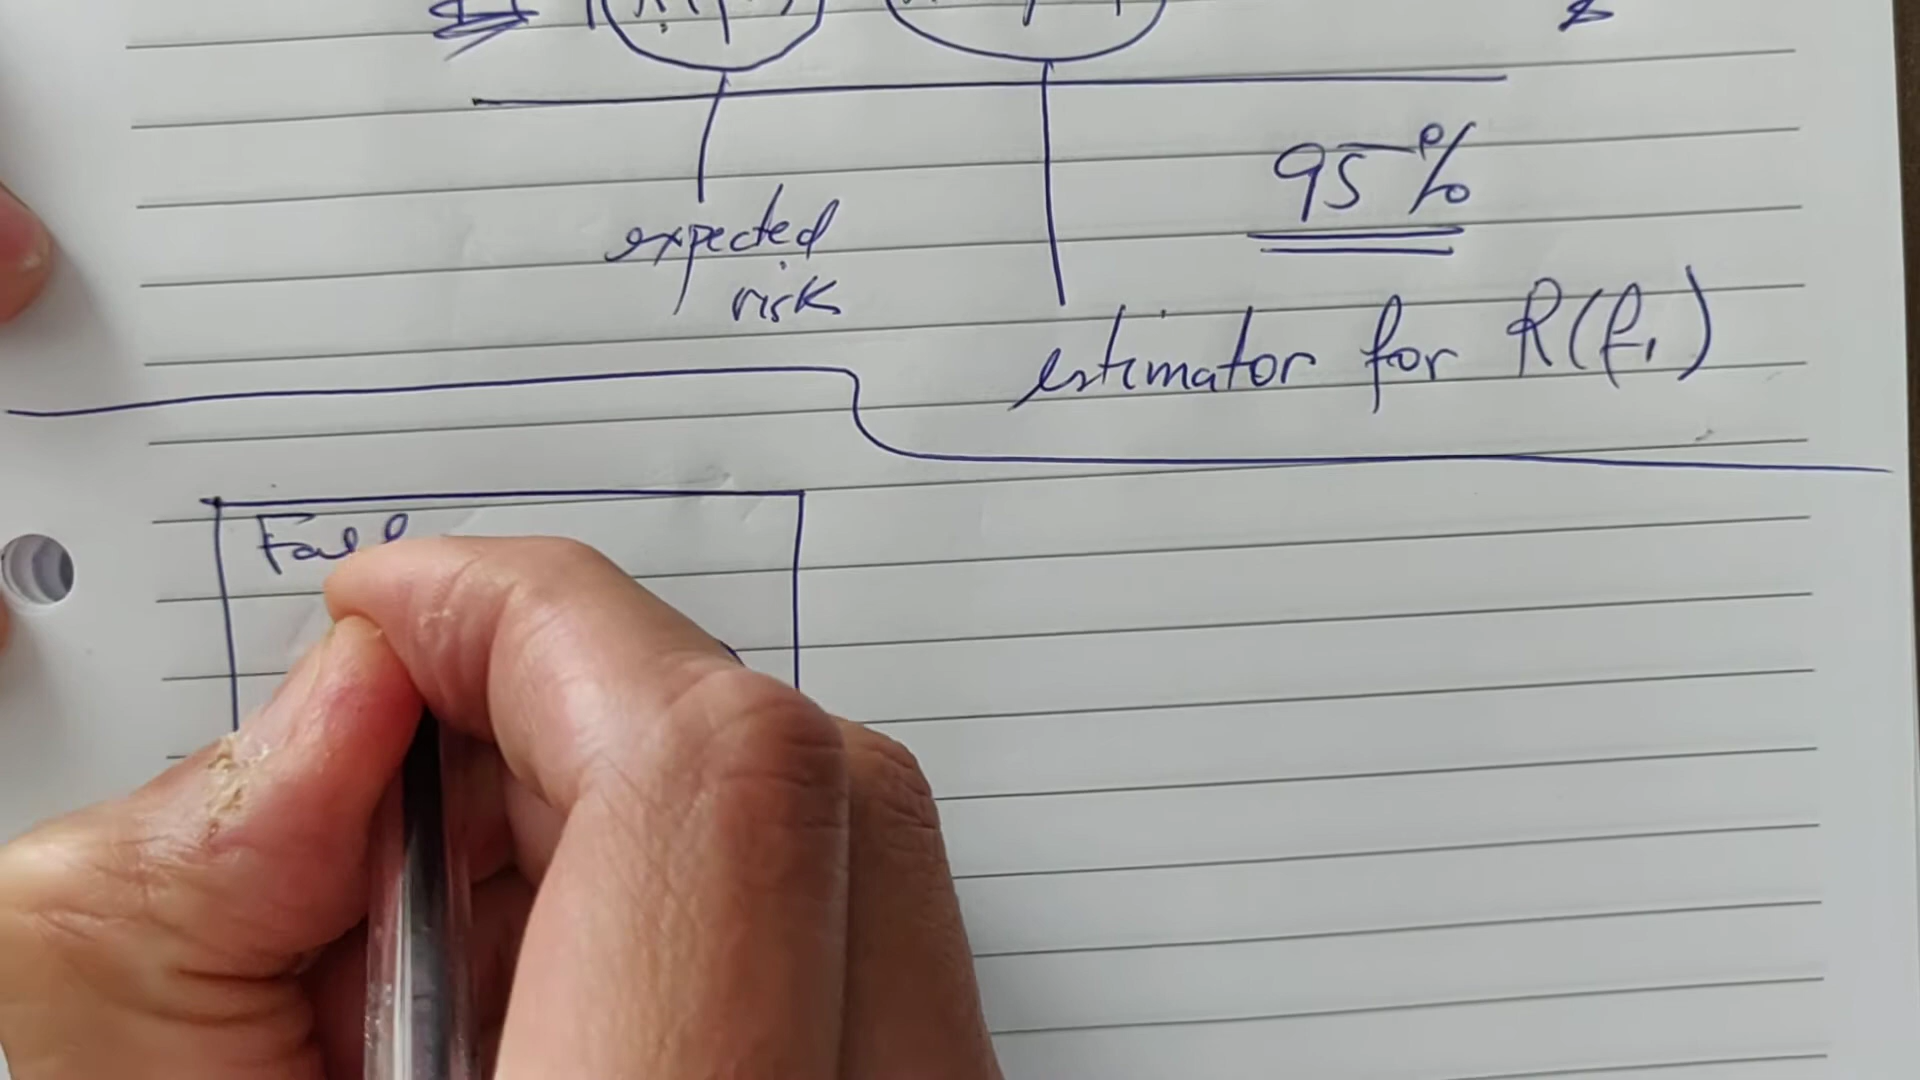 95%
expected
risk
estimator for R(f₁)